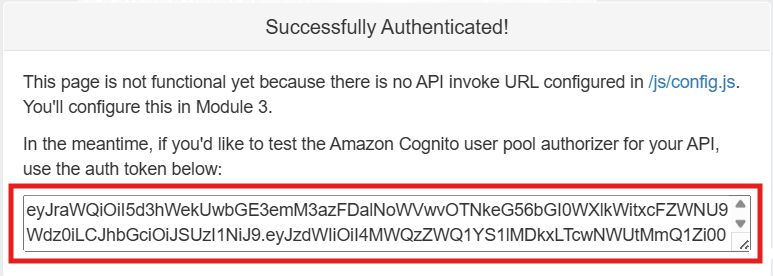 Successfully Authenticated!
This page is not functional yet because there is no API invoke URL configured in /js/config.js.
You'll configure this in Module 3.
In the meantime, if you'd like to test the Amazon Cognito user pool authorizer for your API,
use the auth token below:
eyJraWQiOiI5d3hWekUwbGE3emM3azFDalNoWVwvOTNkeG56bGI0WXlkWitxcFZWNU9
Wdz0iLCJhbGciOiJSUzI1NiJ9.eyJzdWIiOiI4MWQzZWQ1YS1lMDkxLTcwNWUtMmQ1Zi00